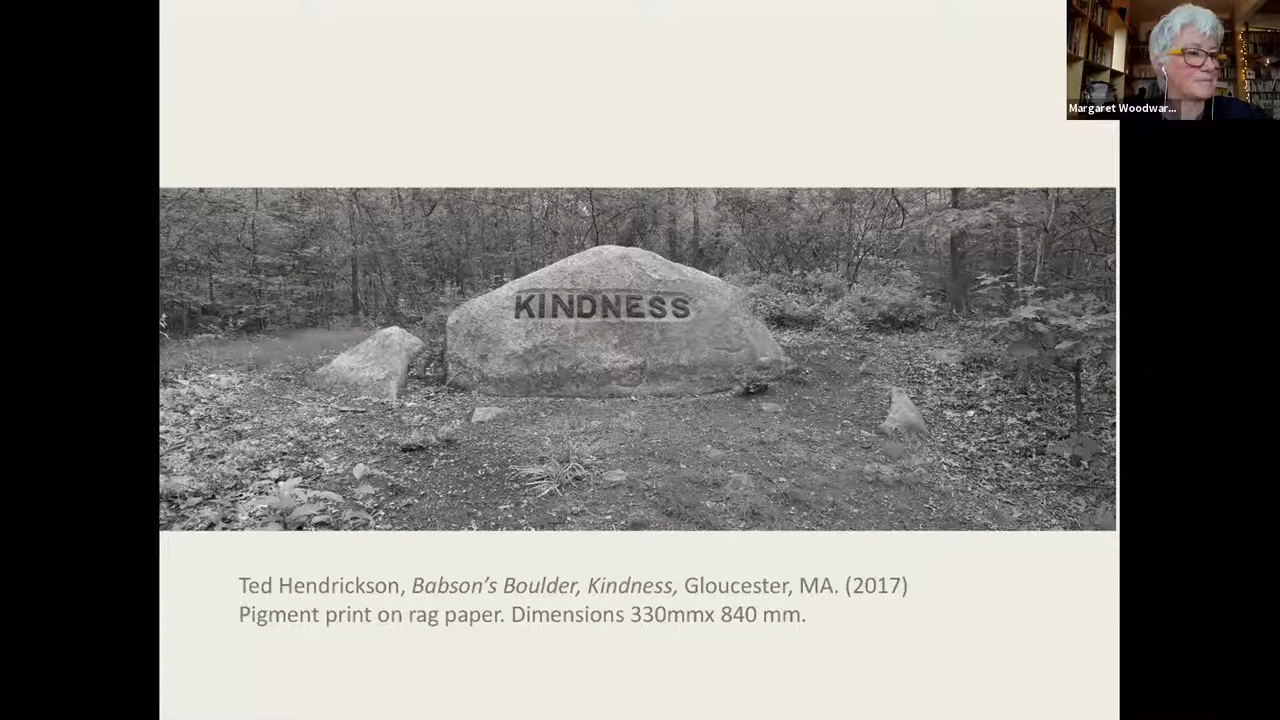 Margaret Woodwar...
KINDNESS
Ted Hendrickson, Babson's Boulder, Kindness, Gloucester, MA. (2017)
Pigment print on rag paper. Dimensions 330mmx 840 mm.